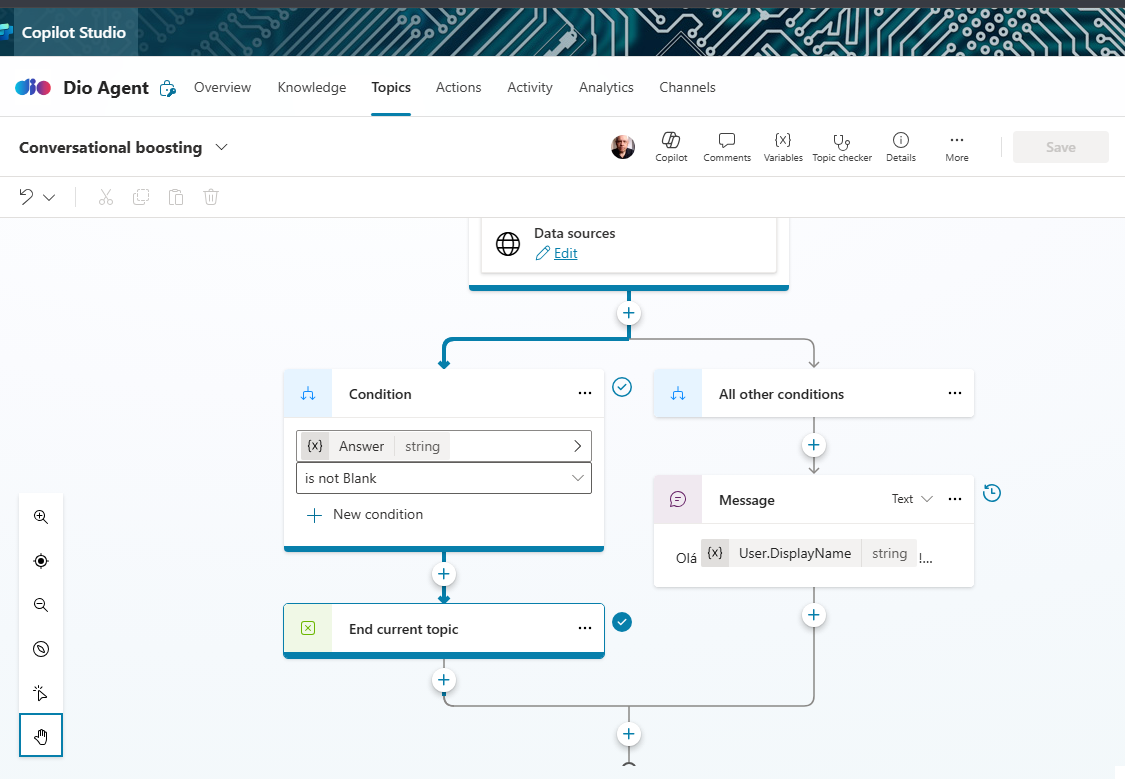 Copilot Studio
dio Dio Agent Overview Knowledge Topics Actions Activity Analytics Channels
Conversational boosting
Copilot Comments {x} Variables Topic checker Details More Save
Data sources
Edit
Condition
All other conditions
{x} Answer string
is not Blank
New condition
Message Text
Olá {x} User.DisplayName string !...
End current topic